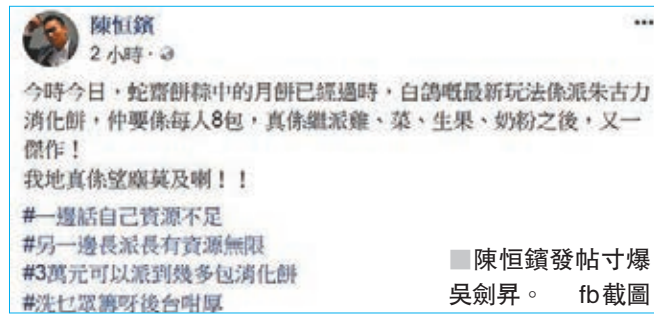 陳恒鑌
2 小時 ·
今時今日，蛇齋餅粽中的月餅已經過時，白鴿嘅最新玩法係派朱古力
消化餅，仲要係每人8包，真係繼派雞、菜、生果、奶粉之後，又一
傑作！
我地真係望塵莫及喇！！
#一邊話自己資源不足
#另一邊長派長有資源無限
#3萬元可以派到幾多包消化餅
#洗乜眾籌呀後台咁厚
■陳恒鑌發帖寸爆
吳劍昇。 fb截圖